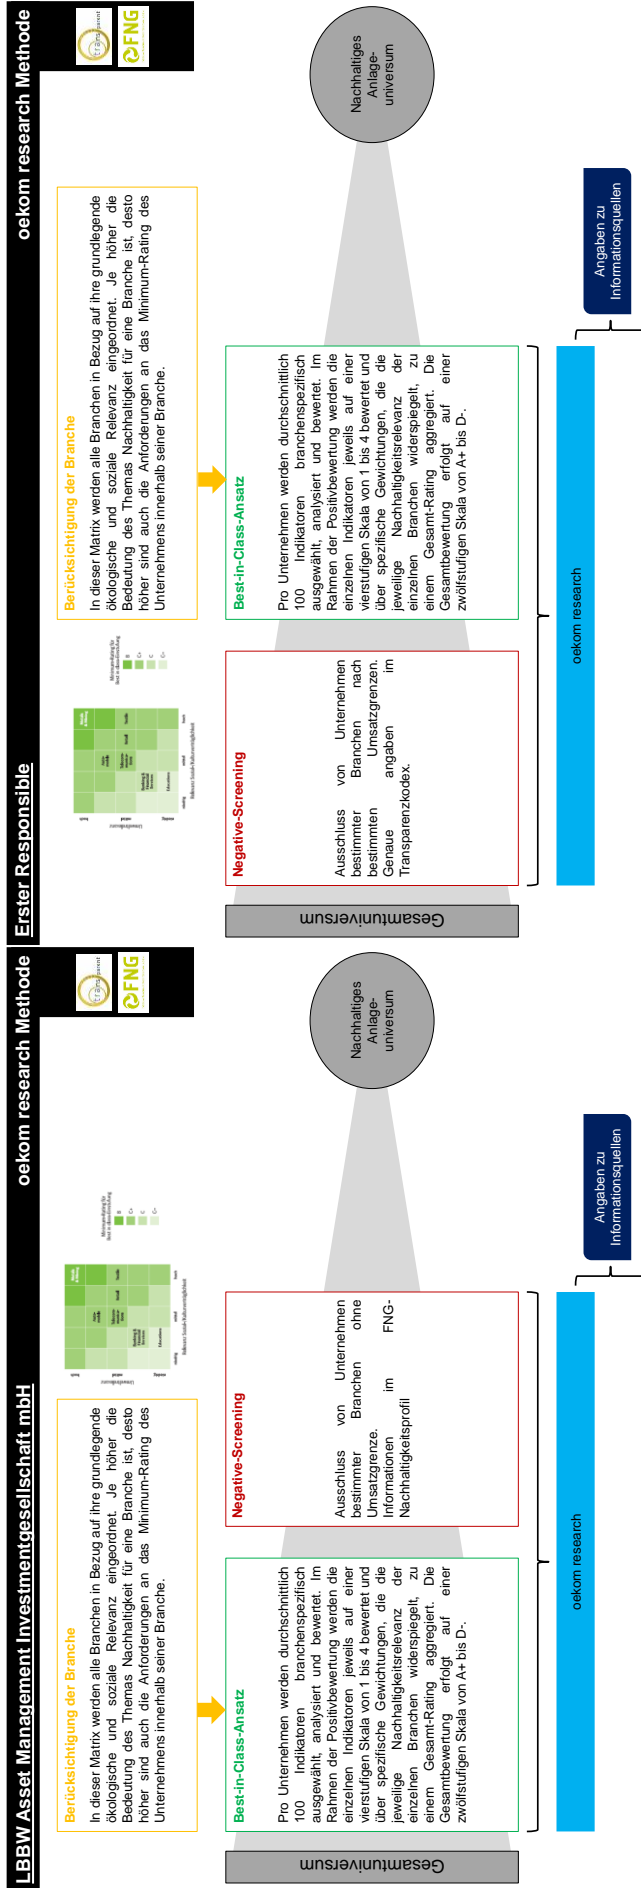 LBBW Asset Management Investmentgesellschaft mbH
oekom research Methode
Berücksichtigung der Branche
In dieser Matrix werden alle Branchen in Bezug auf ihre grundlegende
ökologische und soziale Relevanz eingeordnet. Je höher die
Bedeutung des Themas Nachhaltigkeit für eine Branche ist, desto
höher sind auch die Anforderungen an das Minimum-Rating des
Unternehmens innerhalb seiner Branche.
FNG
Gesamtuniversum
Best-in-Class-Ansatz
Pro Unternehmen werden durchschnittlich
100 Indikatoren branchenspezifisch
ausgewählt, analysiert und bewertet. Im
Rahmen der Positivbewertung werden die
einzelnen Indikatoren jeweils auf einer
vierstufigen Skala von 1 bis 4 bewertet und
über spezifische Gewichtungen, die die
jeweilige Nachhaltigkeitsrelevanz der
einzelnen Branchen widerspiegelt, zu
einem Gesamt-Rating aggregiert. Die
Gesamtbewertung erfolgt auf einer
zwölfstufigen Skala von A+ bis D-.
Negative-Screening
Ausschluss von Unternehmen
bestimmter Branchen ohne
Umsatzgrenze.
Informationen im FNG-
Nachhaltigkeitsprofil
Nachhaltiges
Anlage-
universum
oekom research
Angaben zu
Informationsquellen
Erster Responsible
oekom research Methode
Berücksichtigung der Branche
In dieser Matrix werden alle Branchen in Bezug auf ihre grundlegende
ökologische und soziale Relevanz eingeordnet. Je höher die
Bedeutung des Themas Nachhaltigkeit für eine Branche ist, desto
höher sind auch die Anforderungen an das Minimum-Rating des
Unternehmens innerhalb seiner Branche.
FNG
Gesamtuniversum
Negative-Screening
Ausschluss von Unternehmen
bestimmter Branchen nach
bestimmten Umsatzgrenzen.
Genaue angaben im
Transparenzkodex.
Best-in-Class-Ansatz
Pro Unternehmen werden durchschnittlich
100 Indikatoren branchenspezifisch
ausgewählt, analysiert und bewertet. Im
Rahmen der Positivbewertung werden die
einzelnen Indikatoren jeweils auf einer
vierstufigen Skala von 1 bis 4 bewertet und
über spezifische Gewichtungen, die die
jeweilige Nachhaltigkeitsrelevanz der
einzelnen Branchen widerspiegelt, zu
einem Gesamt-Rating aggregiert. Die
Gesamtbewertung erfolgt auf einer
zwölfstufigen Skala von A+ bis D-.
Nachhaltiges
Anlage-
universum
oekom research
Angaben zu
Informationsquellen